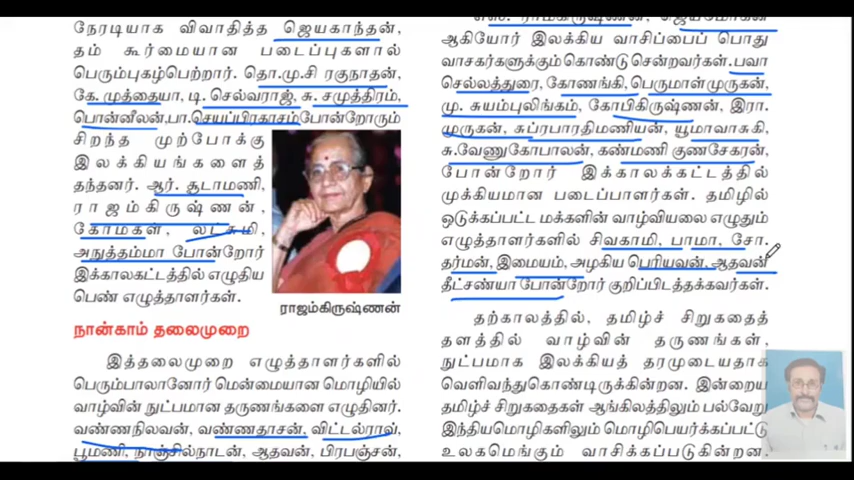 நேரடியாக விவாதித்த ஜெயகாந்தன்,
தம் கூர்மையான படைப்புகளால்
பெரும்புகழ்பெற்றார். தொ.மு.சி ரகுநாதன்,
கே. முத்தையா, டி. செல்வராஜ், சு. சமுத்திரம்,
பொன்னீலன்,பா.செயப்பிரகாசம்போன்றோரும்
சிறந்த முற்போக்கு
இலக்கியங்களைத்
தந்தனர். ஆர். சூடாமணி,
ராஜம்கிருஷ்ணன்,
கோமகள், லட்சுமி,
அநுத்தம்மா போன்றோர்
இக்காலகட்டத்தில் எழுதிய
பெண் எழுத்தாளர்கள்.
ராஜம்கிருஷ்ணன்
நான்காம் தலைமுறை
இத்தலைமுறை எழுத்தாளர்களில்
பெரும்பாலானோர் மென்மையான மொழியில்
வாழ்வின் நுட்பமான தருணங்களை எழுதினர்.
வண்ணநிலவன், வண்ணதாசன், விட்டல்ராவ்,
பூமணி, நாஞ்சில்நாடன், ஆதவன், பிரபஞ்சன்,
எஸ். ராமகிருஷ்ணன், ஜெயமோகன்
ஆகியோர் இலக்கிய வாசிப்பைப் பொது
வாசகர்களுக்கும் கொண்டு சென்றவர்கள். பவா
செல்லத்துரை, கோணங்கி, பெருமாள்முருகன்,
மு. சுயம்புலிங்கம், கோபிகிருஷ்ணன், இரா.
முருகன், சுப்ரபாரதிமணியன், யூமாவாசுகி,
சு.வேணுகோபாலன், கண்மணி குணசேகரன்,
போன்றோர் இக்காலக்கட்டத்தில்
முக்கியமான படைப்பாளர்கள். தமிழில்
ஒடுக்கப்பட்ட மக்களின் வாழ்வியலை எழுதும்
எழுத்தாளர்களில் சிவகாமி, பாமா, சோ.
தர்மன், இமையம், அழகிய பெரியவன், ஆதவன்
தீட்சண்யா போன்றோர் குறிப்பிடத்தக்கவர்கள்.
தற்காலத்தில், தமிழ்ச் சிறுகதைத்
தளத்தில் வாழ்வின் தருணங்கள்,
நுட்பமாக இலக்கியத் தரமுடையதாக
வெளிவந்துகொண்டிருக்கின்றன. இன்றைய
தமிழ்ச் சிறுகதைகள் ஆங்கிலத்திலும் பல்வேறு
இந்தியமொழிகளிலும் மொழிபெயர்க்கப்பட்டு
உலகமெங்கும் வாசிக்கப்படுகின்றன.